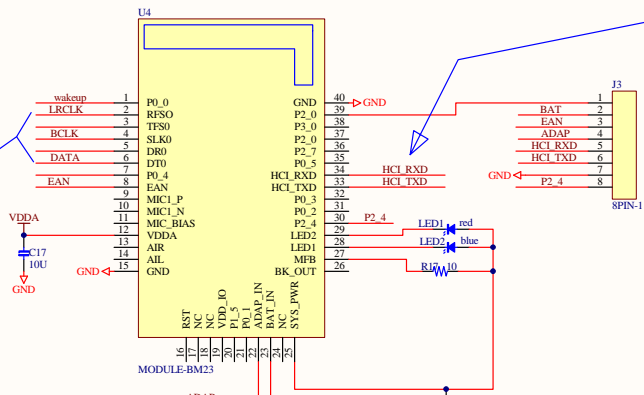 U4
wakeup 1 P0_0 GND 40 GND
LRCLK 2 RFSO P2_0 39
3 TFS0 P3_0 38
BCLK 4 SLK0 P2_0 37
5 DR0 P2_7 36
DATA 6 DT0 P0_5 35
7 P0_4 HCI_RXD 34 HCI_RXD
EAN 8 EAN HCI_TXD 33 HCI_TXD
9 MIC1_P P0_3 32
10 MIC1_N P0_2 31
11 MIC_BIAS P2_4 30 P2_4
VDDA 12 VDDA LED2 29 LED1 red
13 AIR LED1 28 LED2 blue
14 AIL MFB 27 R17 10
GND 15 GND BK_OUT 26
C17
10U
GND
RST NC NC VDD_IO P1_5 P0_1 ADAP_IN BAT_IN NC SYS_PWR
16 17 18 19 20 21 22 23 24 25
MODULE-BM23
J3
1
BAT 2
EAN 3
ADAP 4
HCI_RXD 5
HCI_TXD 6
GND 7
P2_4 8
8PIN-1